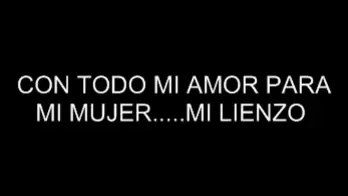 CON TODO MI AMOR PARA
MI MUJER.....MI LIENZO